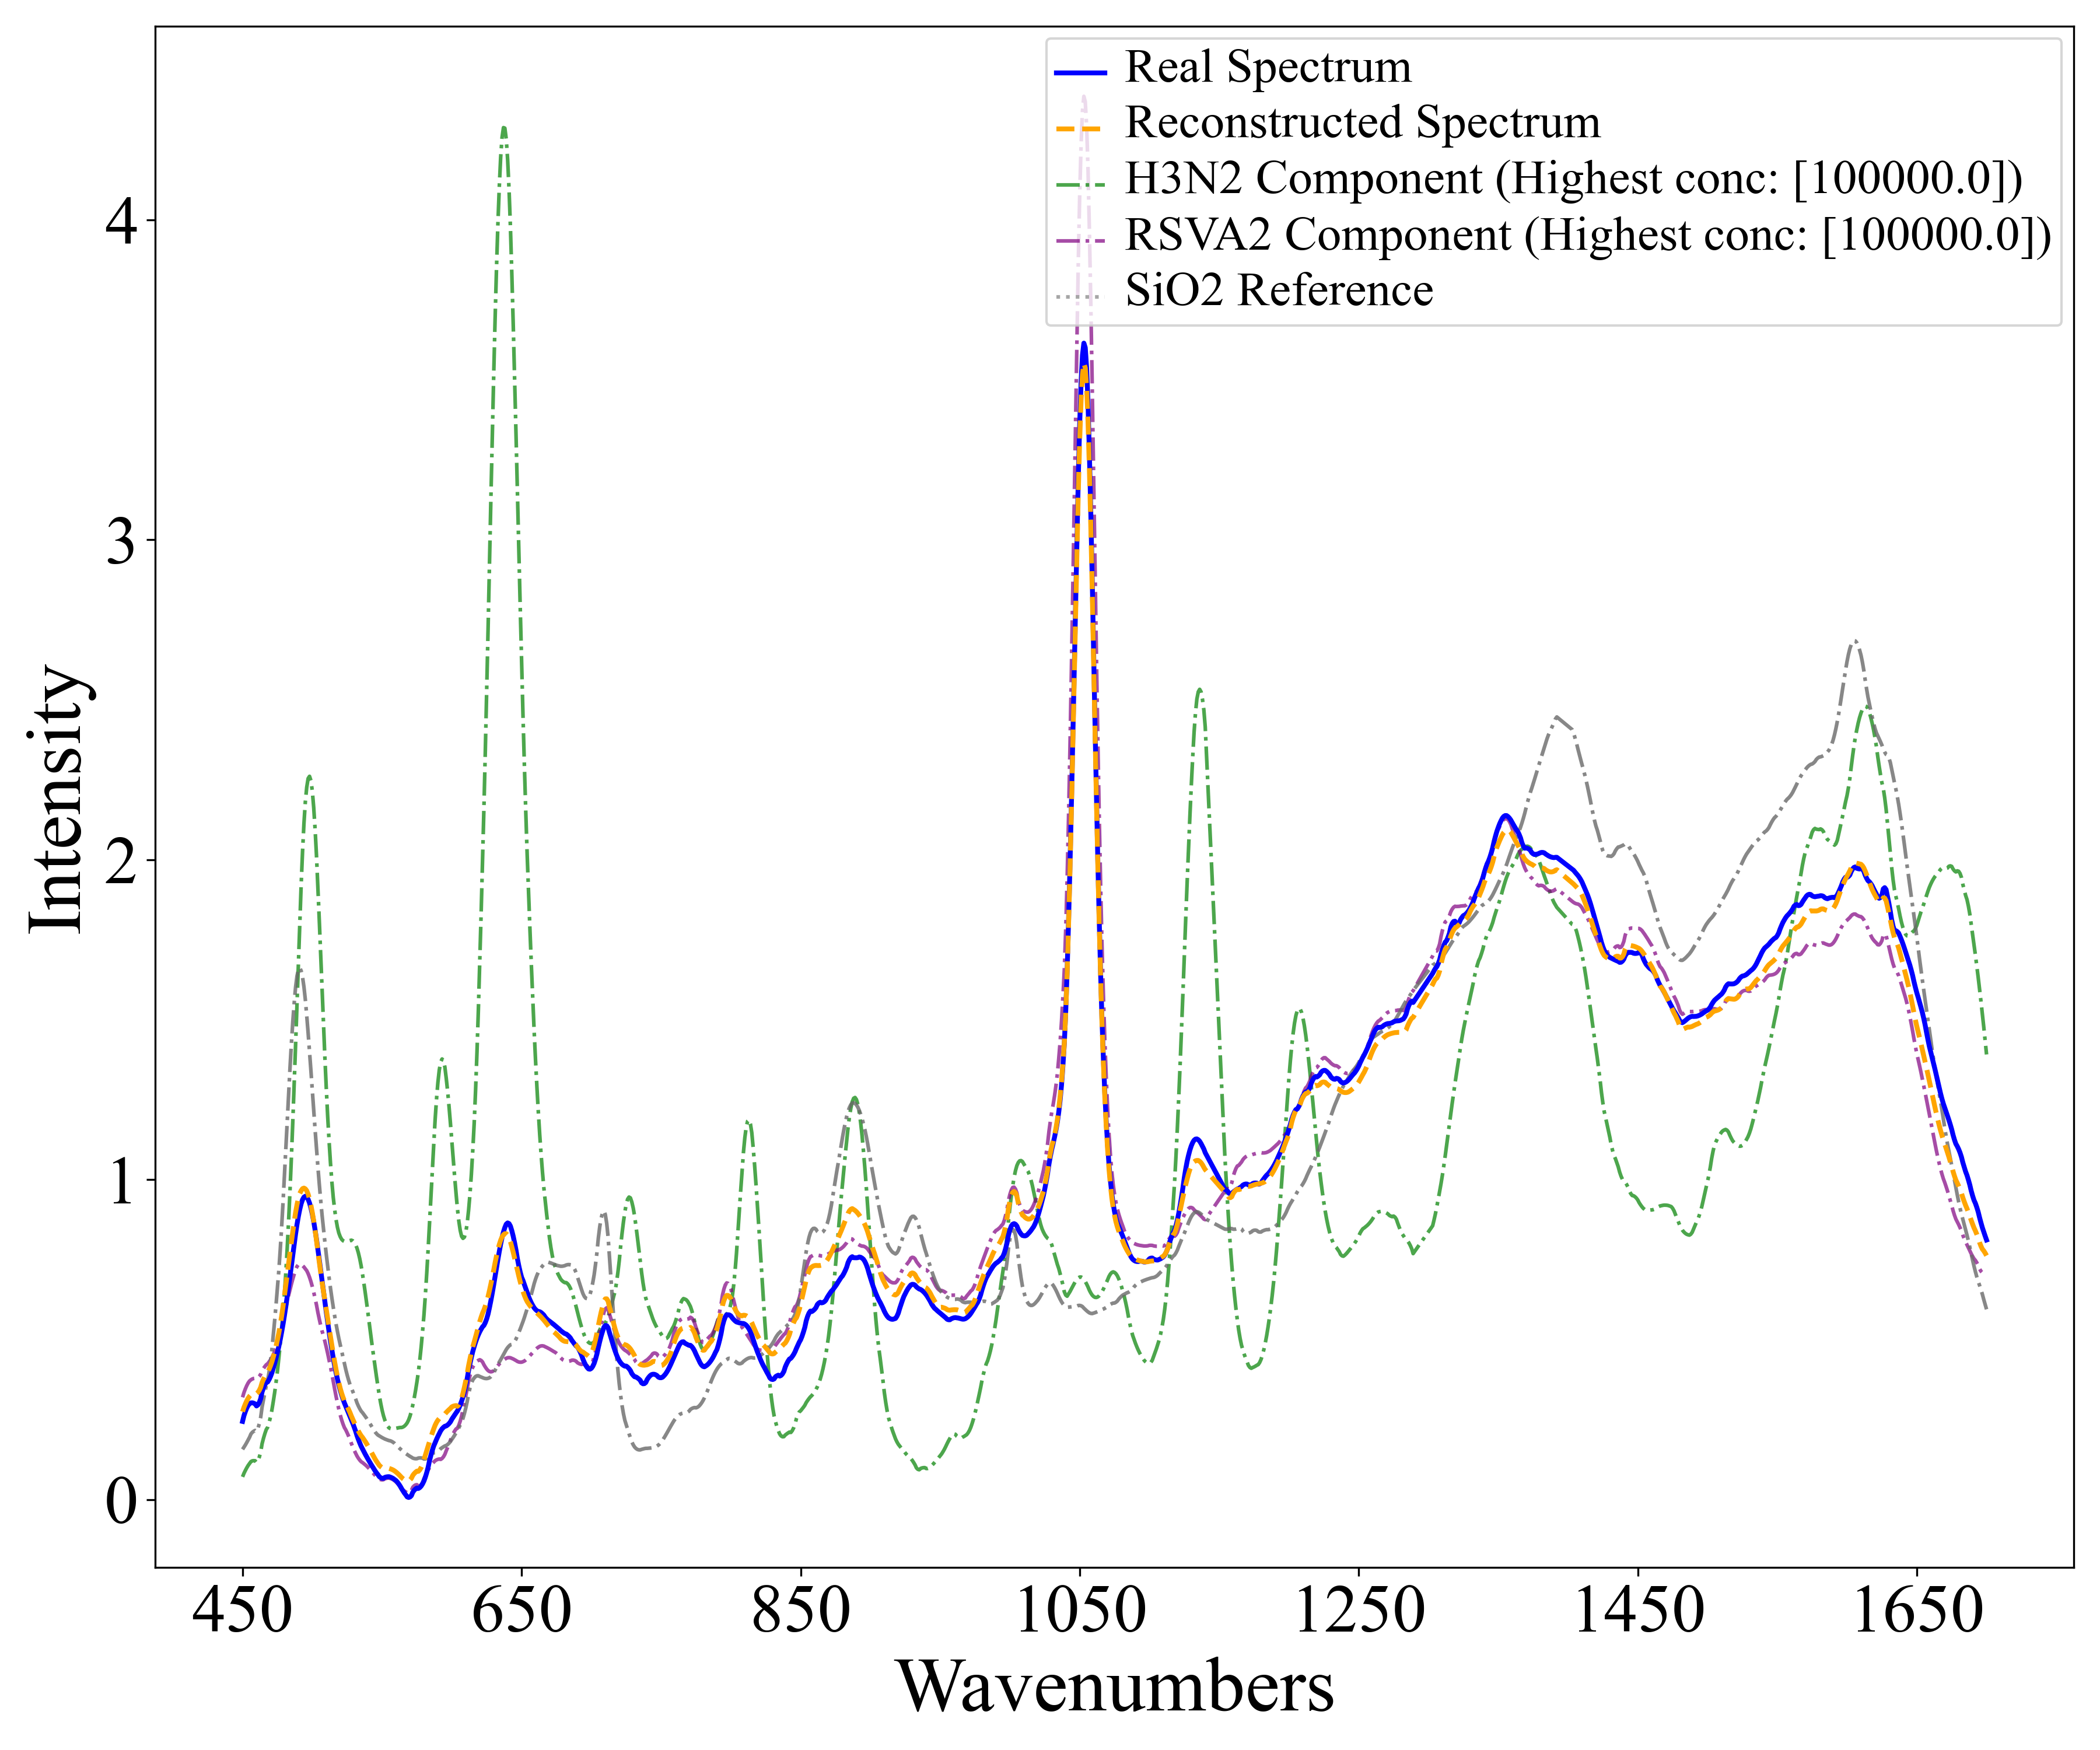 Real Spectrum
Reconstructed Spectrum
H3N2 Component (Highest conc: [100000.0])
RSVA2 Component (Highest conc: [100000.0])
SiO2 Reference
4
3
2
1
0
Intensity
450 650 850 1050 1250 1450 1650
Wavenumbers